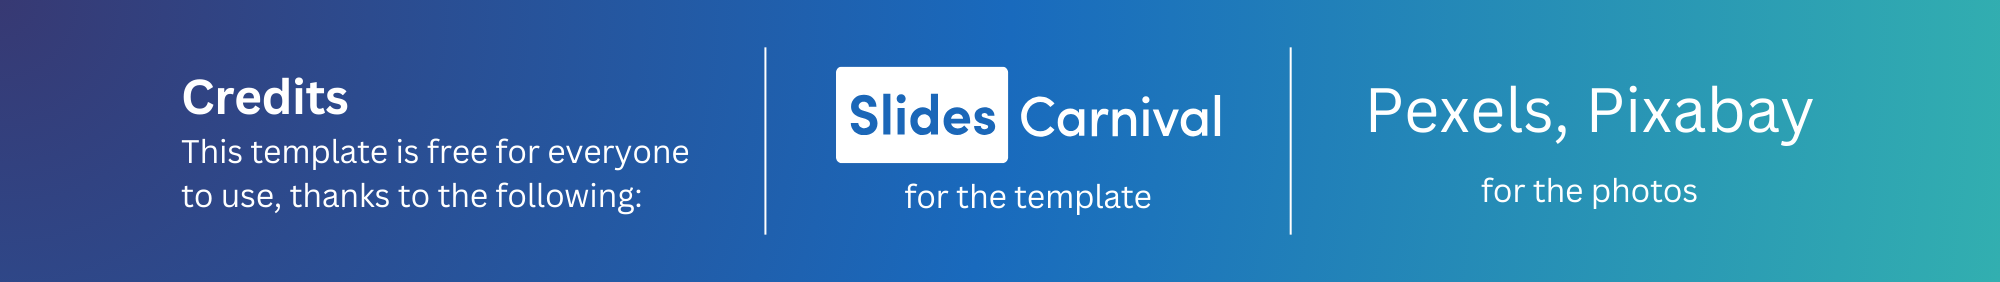 Credits
This template is free for everyone
to use, thanks to the following:
Slides Carnival
for the template
Pexels, Pixabay
for the photos